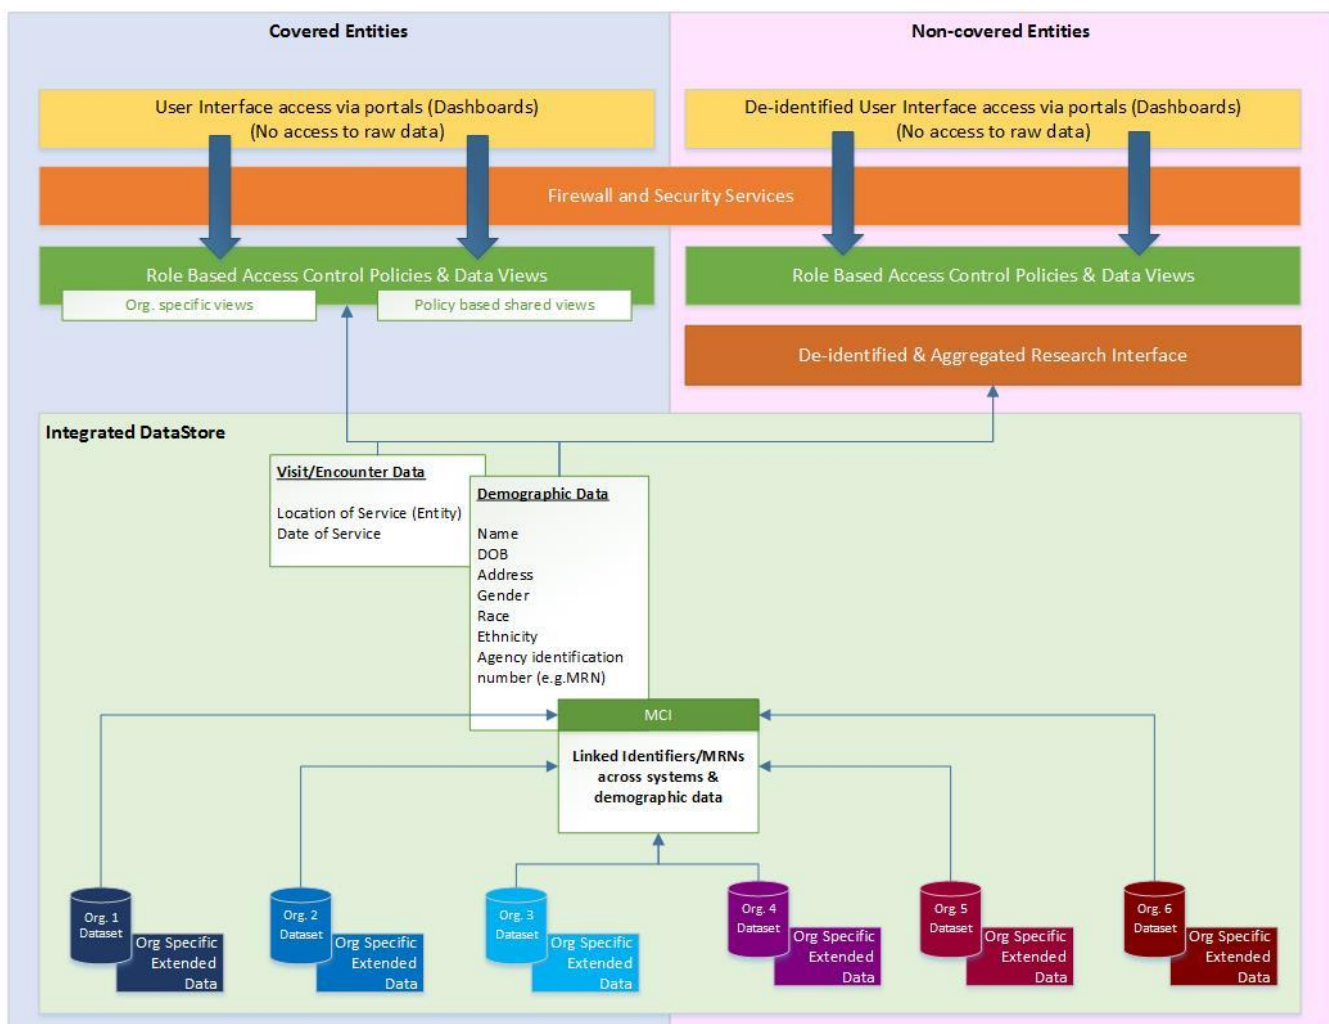 Covered Entities
Non-covered Entities
User Interface access via portals (Dashboards)
(No access to raw data)
De-identified User Interface access via portals (Dashboards)
(No access to raw data)
Firewall and Security Services
Role Based Access Control Policies & Data Views
Org. specific views
Policy based shared views
Role Based Access Control Policies & Data Views
De-identified & Aggregated Research Interface
Integrated DataStore
Visit/Encounter Data
Location of Service (Entity)
Date of Service
Demographic Data
Name
DOB
Address
Gender
Race
Ethnicity
Agency identification
number (e.g.MRN)
MCI
Linked Identifiers/MRNs
across systems &
demographic data
Org. 1
Dataset
Org Specific
Extended
Data
Org. 2
Dataset
Org Specific
Extended
Data
Org. 3
Dataset
Org Specific
Extended
Data
Org. 4
Dataset
Org Specific
Extended
Data
Org. 5
Dataset
Org Specific
Extended
Data
Org. 6
Dataset
Org Specific
Extended
Data